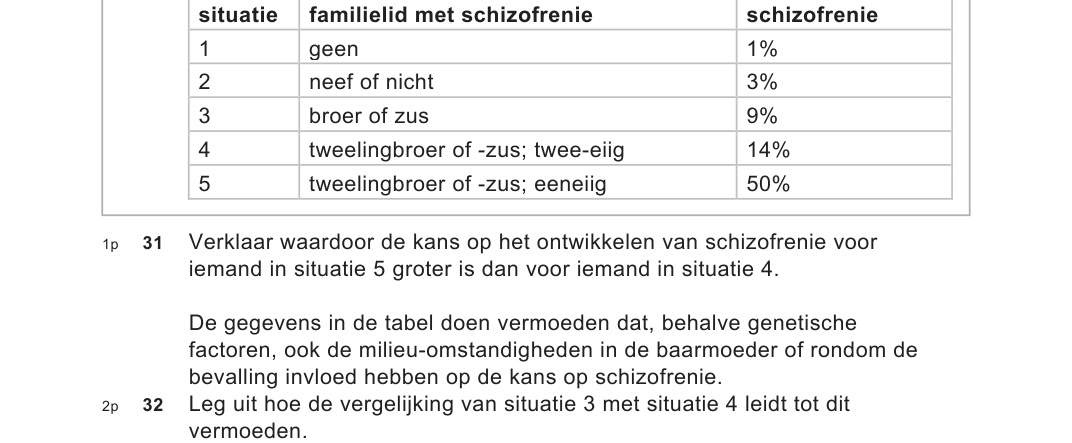 situatie familielid met schizofrenie schizofrenie
1 geen 1%
2 neef of nicht 3%
3 broer of zus 9%
4 tweelingbroer of -zus; twee-eiig 14%
5 tweelingbroer of -zus; eeneiig 50%
1p 31 Verklaar waardoor de kans op het ontwikkelen van schizofrenie voor
iemand in situatie 5 groter is dan voor iemand in situatie 4.
De gegevens in de tabel doen vermoeden dat, behalve genetische
factoren, ook de milieu-omstandigheden in de baarmoeder of rondom de
bevalling invloed hebben op de kans op schizofrenie.
2p 32 Leg uit hoe de vergelijking van situatie 3 met situatie 4 leidt tot dit
vermoeden.